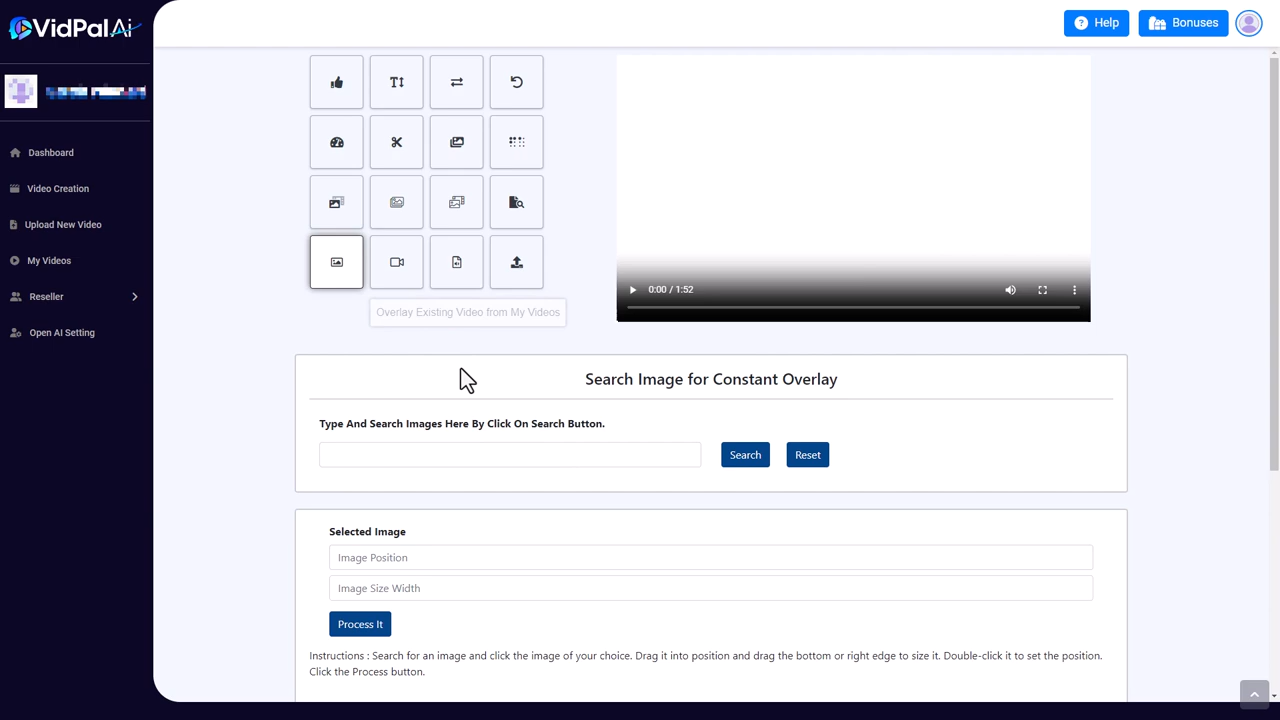 VidPal Ai
Help
Bonuses
Dashboard
Video Creation
Upload New Video
My Videos
Reseller
Open AI Setting
0:00 / 1:52
Overlay Existing Video from My Videos
Search Image for Constant Overlay
Type And Search Images Here By Click On Search Button.
Search
Reset
Selected Image
Image Position
Image Size Width
Process It
Instructions : Search for an image and click the image of your choice. Drag it into position and drag the bottom or right edge to size it. Double-click it to set the position.
Click the Process button.